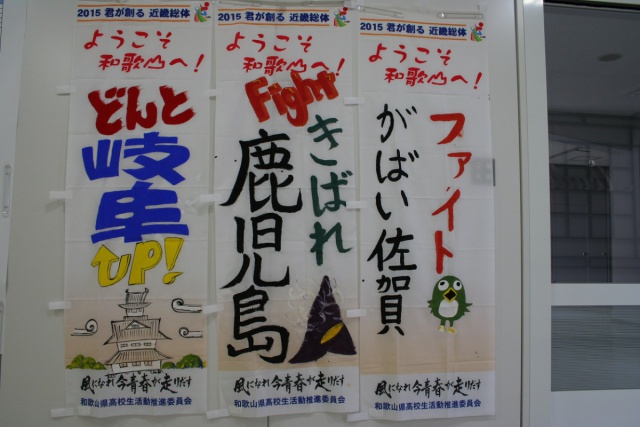 2015 君が創る 近畿総体
ようこそ
和歌山へ!
どんと
岐阜
UP!
風になれ 今青春が走りだす
和歌山県高校生活動推進委員会
2015 君が創る 近畿総体
ようこそ
和歌山へ!
Fight
きばれ
鹿児島
風になれ 今青春が走りだす
和歌山県高校生活動推進委員会
2015 君が創る 近畿総体
ようこそ
和歌山へ!
ファイト
がばい佐賀
風になれ 今青春が走りだす
和歌山県高校生活動推進委員会